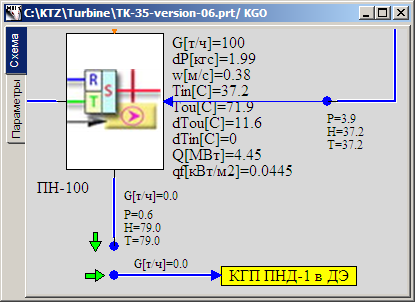 C:\KTZ\Turbine\TK-35-version-06.prt/ KGO
Схема
Параметры
R
S
T
G[т/ч]=100
dP[кгс]=1.99
w[м/с]=0.38
Tin[C]=37.2
Tou[C]=71.9
dTou[C]=11.6
dTin[C]=0
Q[МВт]=4.45
qf[кВт/м2]=0.0445
P=3.9
H=37.2
T=37.2
ПН-100
G[т/ч]=0.0
P=0.6
H=79.0
T=79.0
G[т/ч]=0.0
КГП ПНД-1 в ДЭ